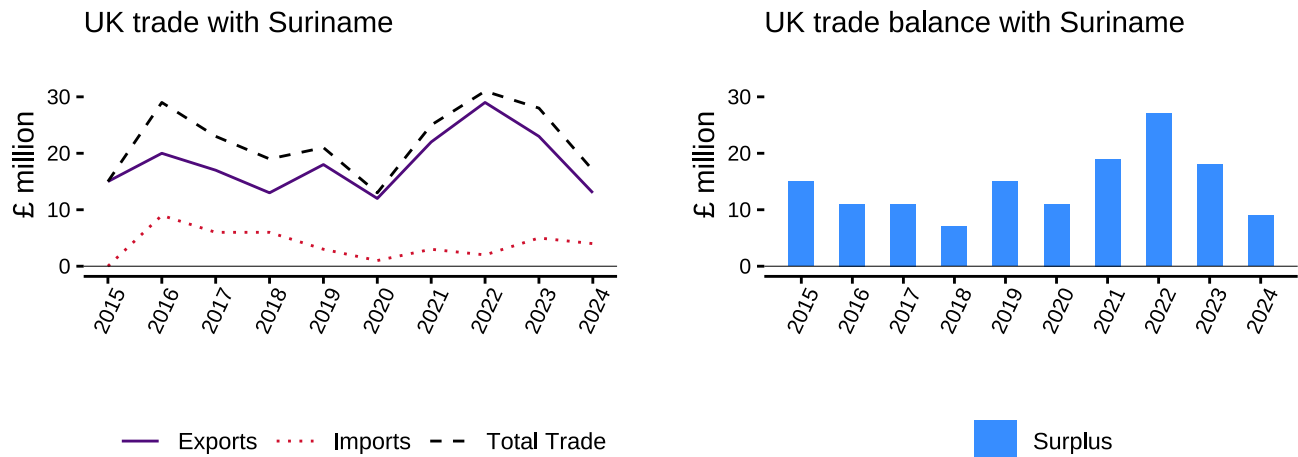 UK trade with Suriname
£ million
30
20
10
0
2015 2016 2017 2018 2019 2020 2021 2022 2023 2024
Exports Imports Total Trade
UK trade balance with Suriname
£ million
30
20
10
0
2015 2016 2017 2018 2019 2020 2021 2022 2023 2024
Surplus